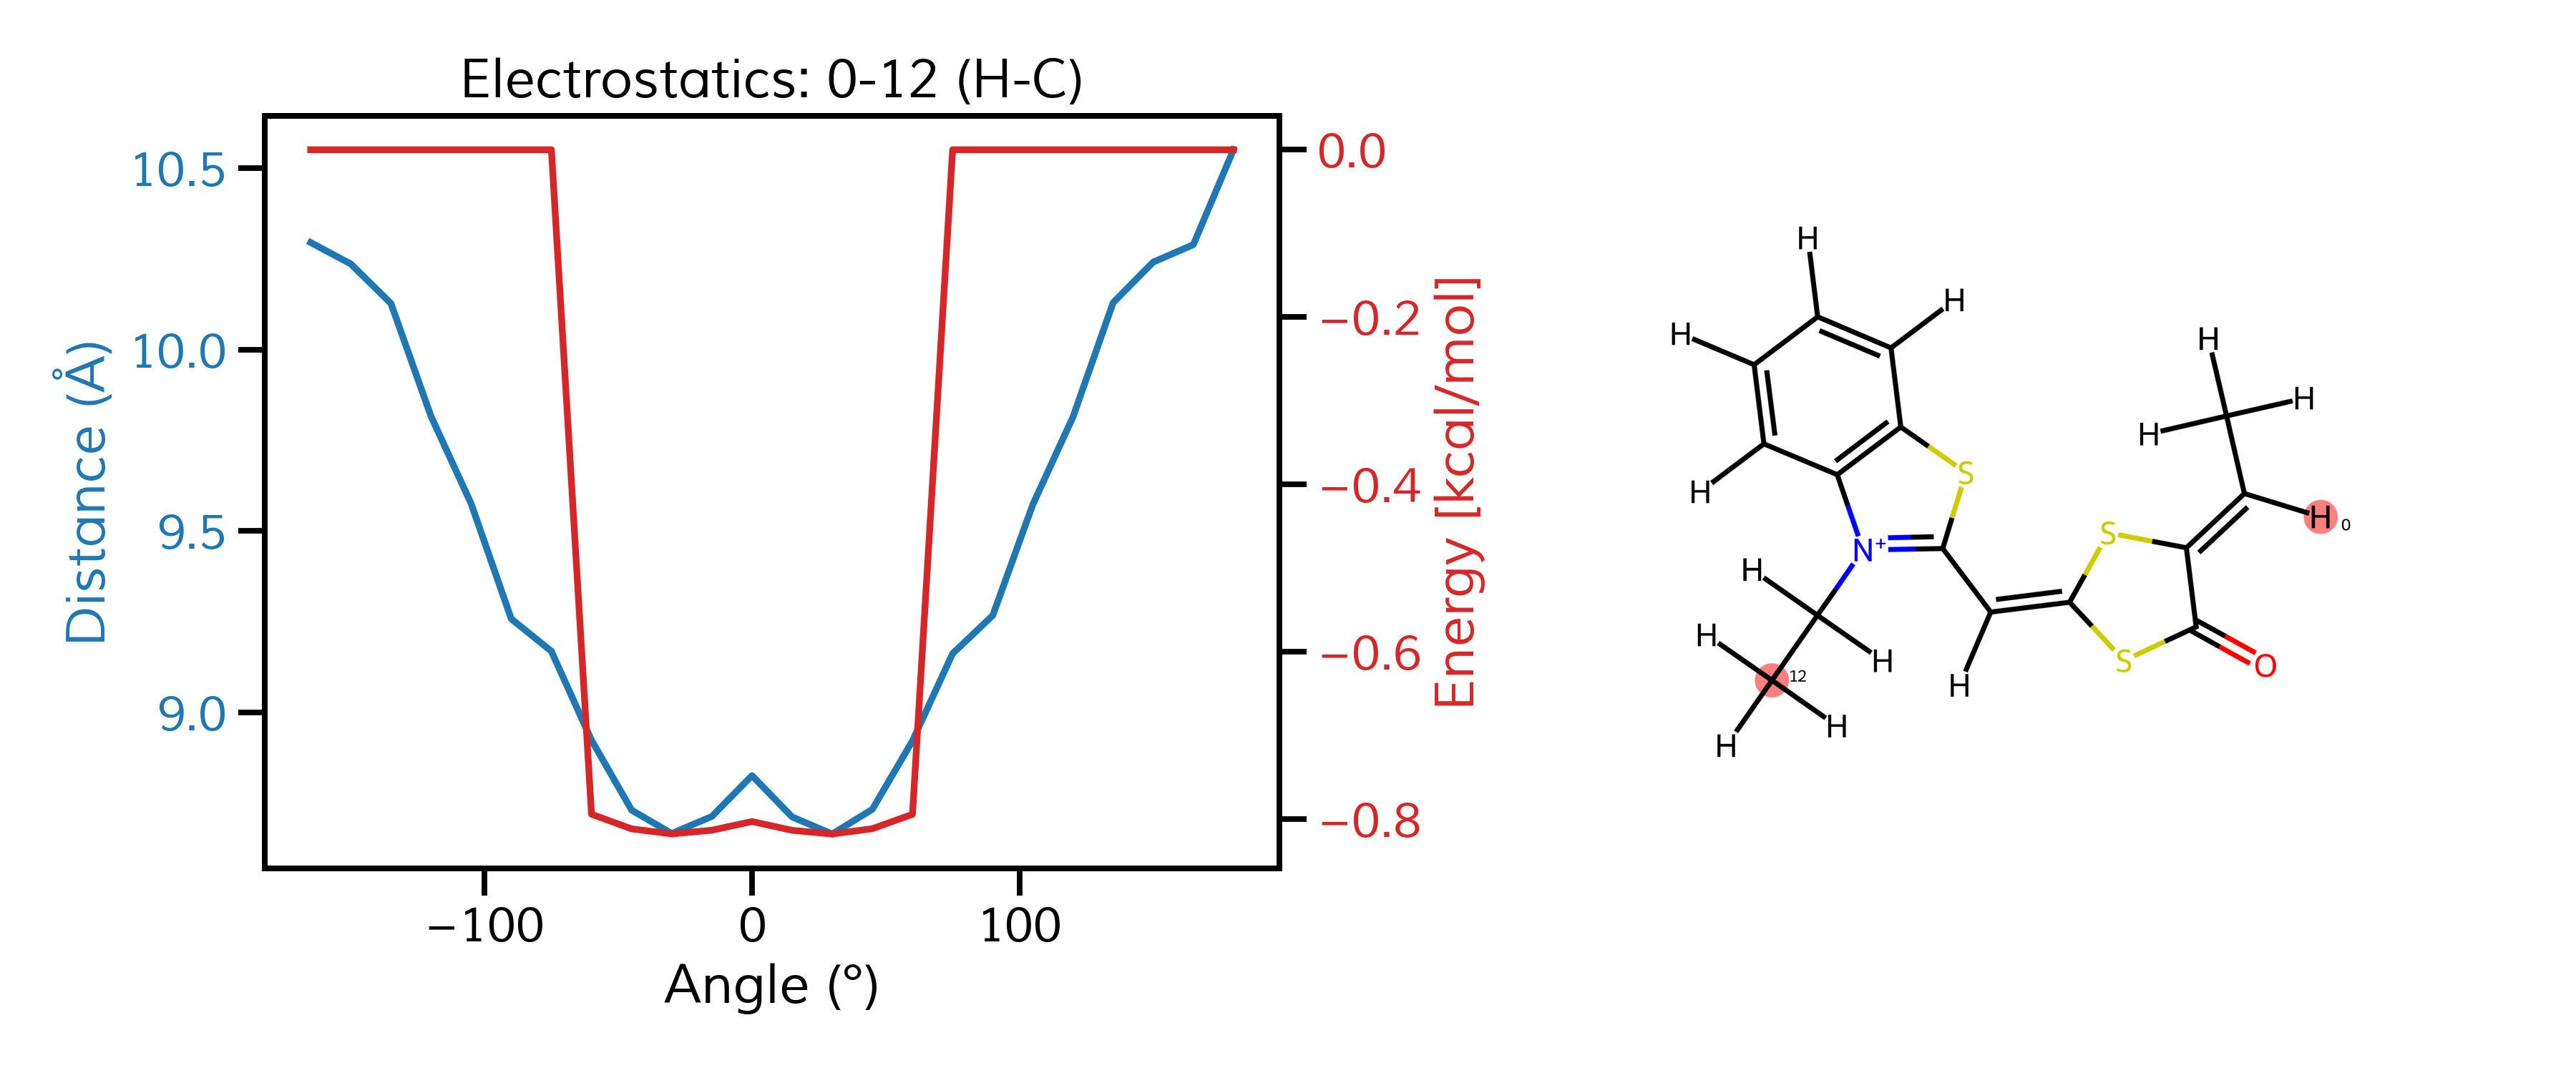 Electrostatics: 0-12 (H-C)
10.5
10.0
9.5
9.0
Distance (Å)
0.0
−0.2
−0.4
−0.6
−0.8
Energy [kcal/mol]
−100
0
100
Angle (°)
H
H
H
H
H
H
H
S
H
H 0
S
N⁺
H
H
H
12
S
O
H
H
H